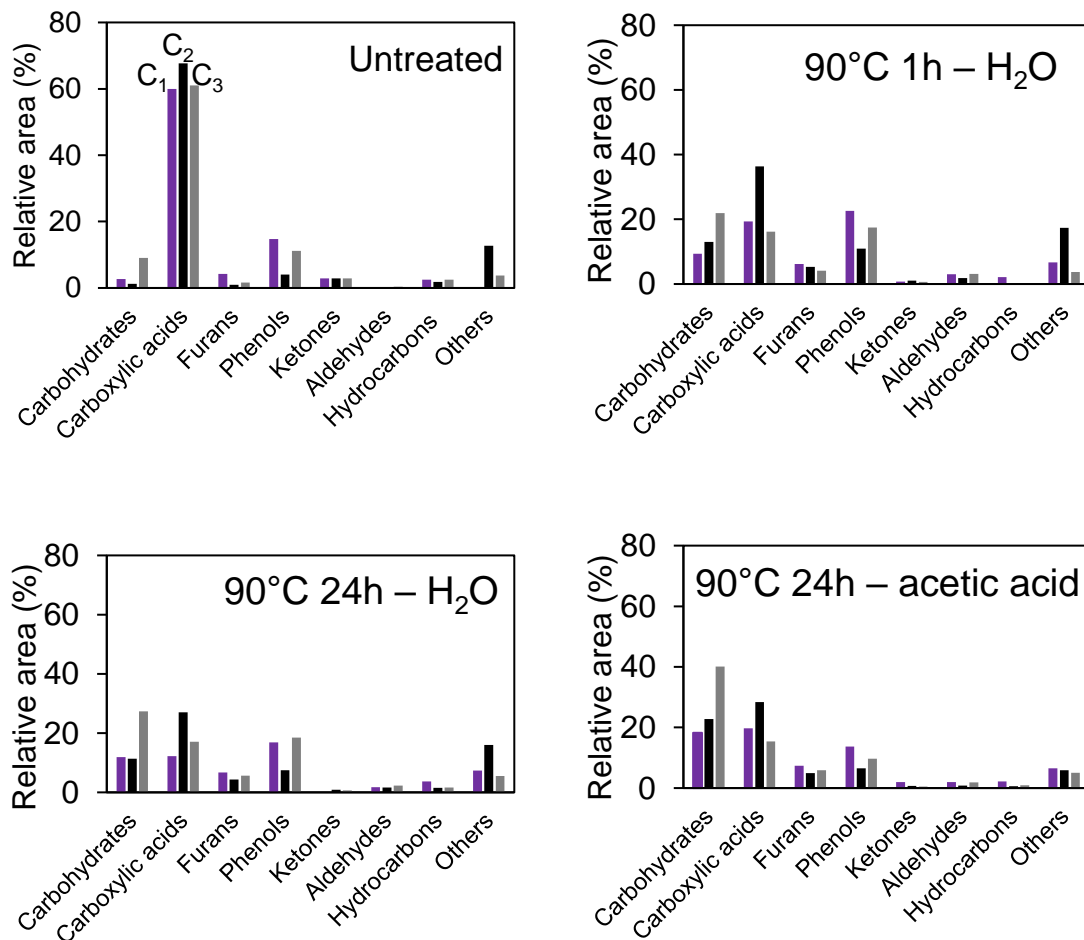 Untreated
C₂
C₁ C₃
Relative area (%)
80
60
40
20
0
Carbohydrates
Carboxylic acids
Furans
Phenols
Ketones
Aldehydes
Hydrocarbons
Others
90°C 1h – H₂O
Relative area (%)
80
60
40
20
0
Carbohydrates
Carboxylic acids
Furans
Phenols
Ketones
Aldehydes
Hydrocarbons
Others
90°C 24h – H₂O
Relative area (%)
80
60
40
20
0
Carbohydrates
Carboxylic acids
Furans
Phenols
Ketones
Aldehydes
Hydrocarbons
Others
90°C 24h – acetic acid
Relative area (%)
80
60
40
20
0
Carbohydrates
Carboxylic acids
Furans
Phenols
Ketones
Aldehydes
Hydrocarbons
Others